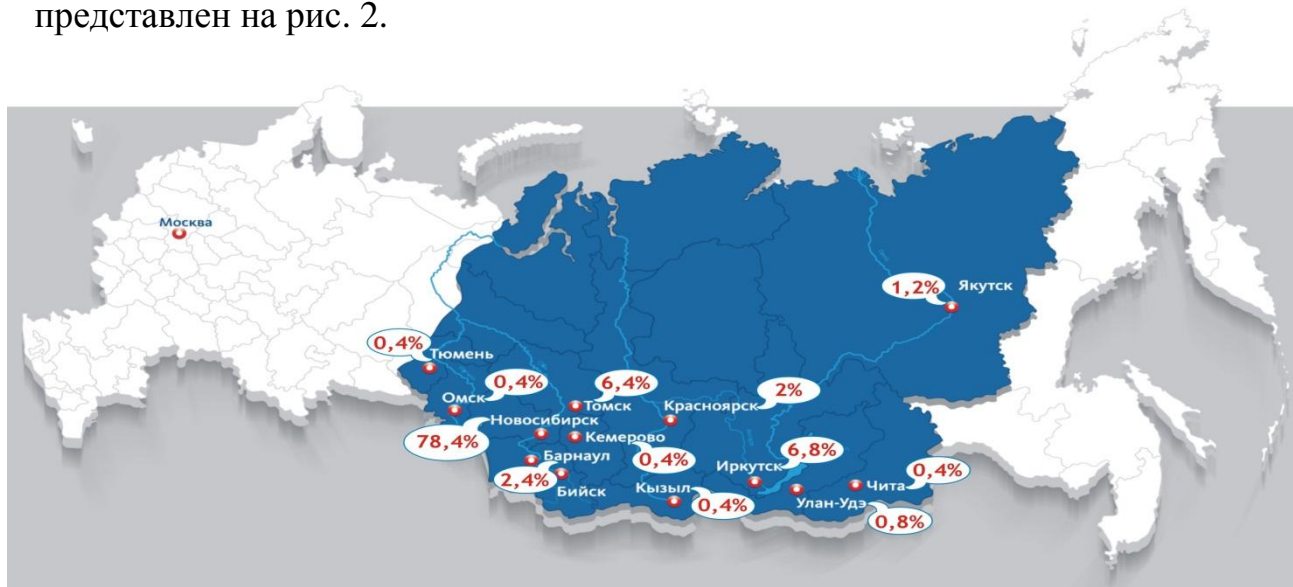 представлен на рис. 2.
Москва
1,2%
Якутск
0,4%
Тюмень
0,4%
Омск
6,4%
Томск
Красноярск
2%
Новосибирск
78,4%
Кемерово
0,4%
Барнаул
2,4%
Бийск
Кызыл
0,4%
Иркутск
6,8%
Чита
0,4%
Улан-Удэ
0,8%